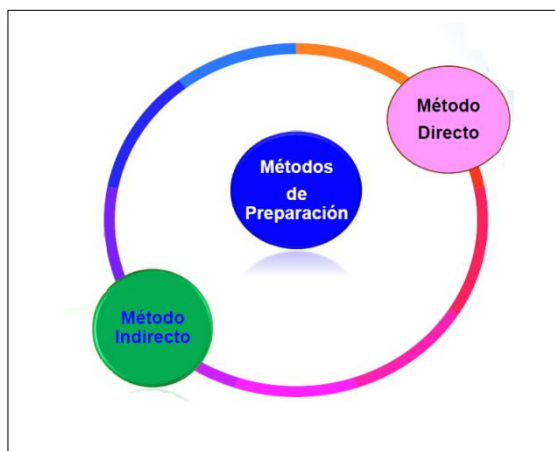 Método
Directo
Métodos
de
Preparación
Método
Indirecto